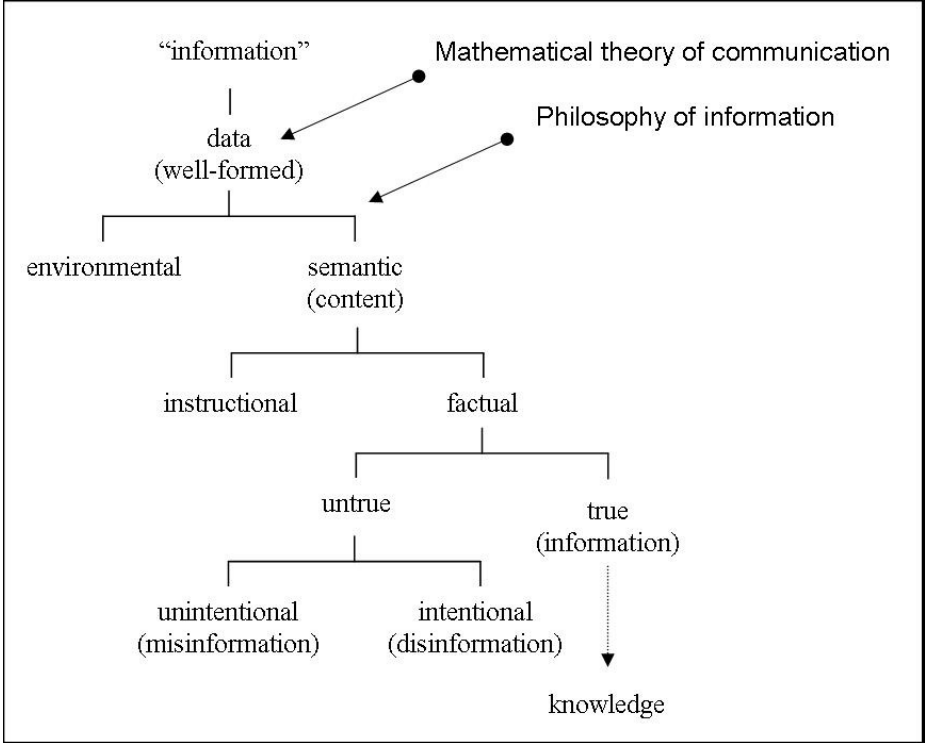 “information”
Mathematical theory of communication
Philosophy of information
data
(well-formed)
environmental
semantic
(content)
instructional
factual
untrue
true
(information)
unintentional
(misinformation)
intentional
(disinformation)
knowledge